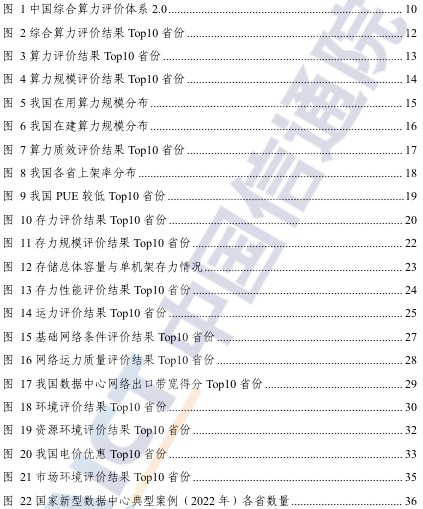 图 1 中国综合算力评价体系 2.0 10
图 2 综合算力评价结果 Top10 省份 12
图 3 算力评价结果 Top10 省份 13
图 4 算力规模评价结果 Top10 省份 14
图 5 我国在用算力规模分布 15
图 6 我国在建算力规模分布 16
图 7 算力质效评价结果 Top10 省份 17
图 8 我国各省上架率分布 18
图 9 我国 PUE 较低 Top10 省份 19
图 10 存力评价结果 Top10 省份 20
图 11 存力规模评价结果 Top10 省份 22
图 12 存储总体容量与单机架存力情况 23
图 13 存力性能评价结果 Top10 省份 24
图 14 运力评价结果 Top10 省份 25
图 15 基础网络条件评价结果 Top10 省份 27
图 16 网络运力质量评价结果 Top10 省份 28
图 17 我国数据中心网络出口带宽得分 Top10 省份 29
图 18 环境评价结果 Top10 省份 30
图 19 资源环境评价结果 Top10 省份 32
图 20 我国电价优惠 Top10 省份 33
图 21 市场环境评价结果 Top10 省份 35
图 22 国家新型数据中心典型案例（2022 年）各省数量 36
中国信通院